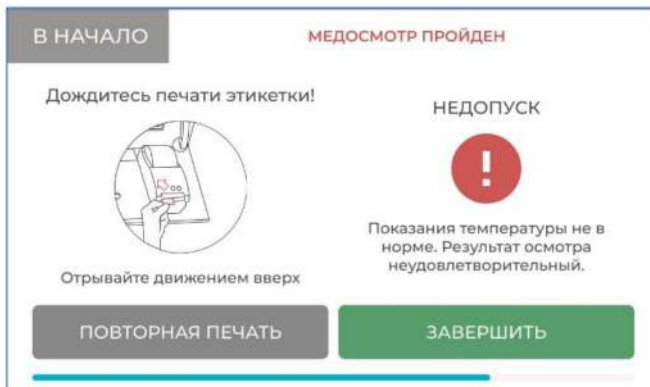 В НАЧАЛО
МЕДОСМОТР ПРОЙДЕН
Дождитесь печати этикетки!
Отрывайте движением вверх
НЕДОПУСК
!
Показания температуры не в
норме. Результат осмотра
неудовлетворительный.
ПОВТОРНАЯ ПЕЧАТЬ
ЗАВЕРШИТЬ